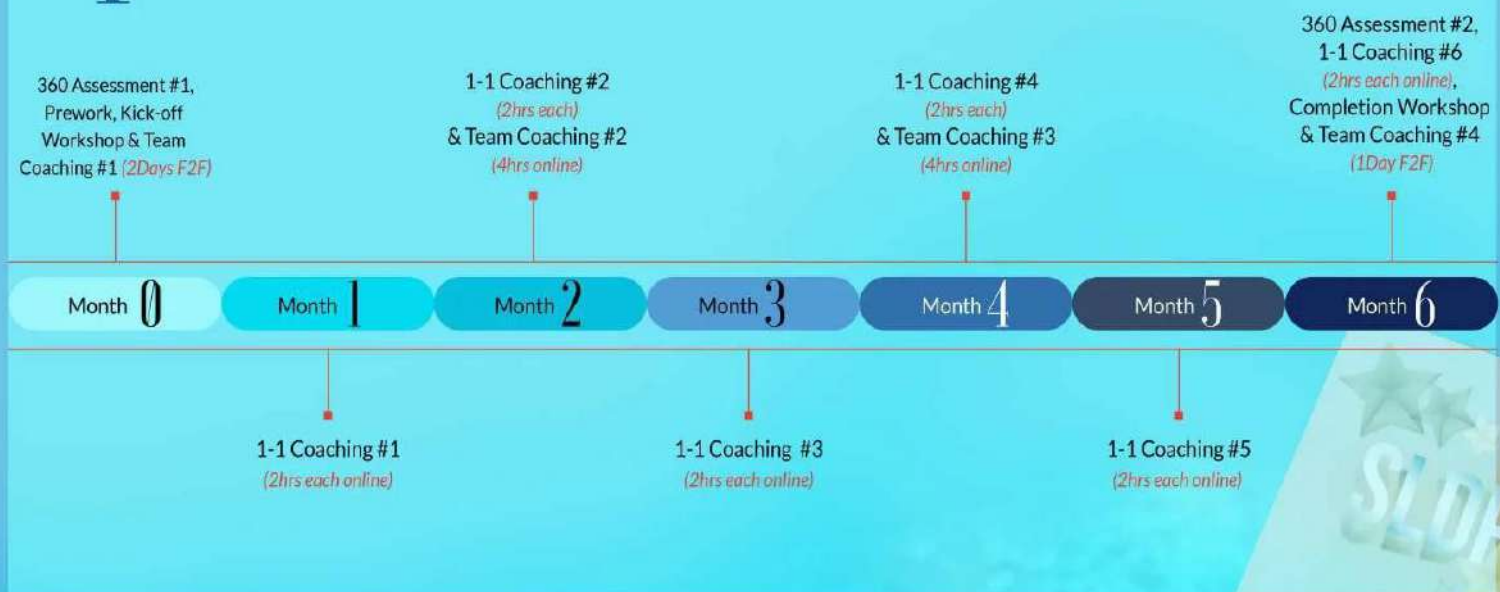 360 Assessment #1,
Prework, Kick-off
Workshop & Team
Coaching #1 (2Days F2F)
1-1 Coaching #2
(2hrs each)
& Team Coaching #2
(4hrs online)
1-1 Coaching #4
(2hrs each)
& Team Coaching #3
(4hrs online)
360 Assessment #2,
1-1 Coaching #6
(2hrs each online),
Completion Workshop
& Team Coaching #4
(1Day F2F)
Month 0
Month 1
Month 2
Month 3
Month 4
Month 5
Month 6
1-1 Coaching #1
(2hrs each online)
1-1 Coaching #3
(2hrs each online)
1-1 Coaching #5
(2hrs each online)